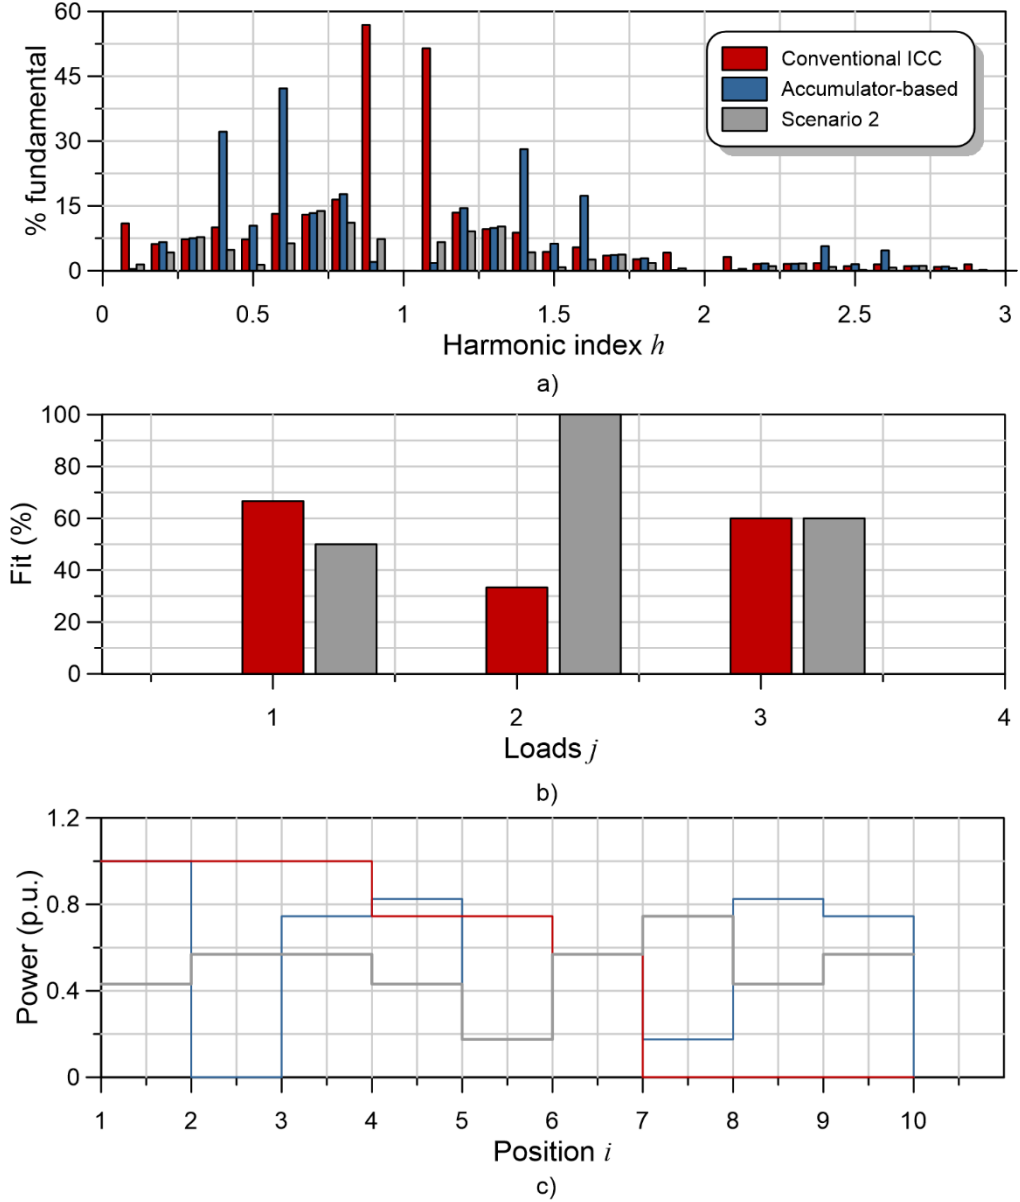 60
45
30
15
0
% fundamental
Conventional ICC
Accumulator-based
Scenario 2
0 0.5 1 1.5 2 2.5 3
Harmonic index h
a)
100
80
60
40
20
0
Fit (%)
1 2 3 4
Loads j
b)
1.2
0.8
0.4
0
Power (p.u.)
1 2 3 4 5 6 7 8 9 10
Position i
c)